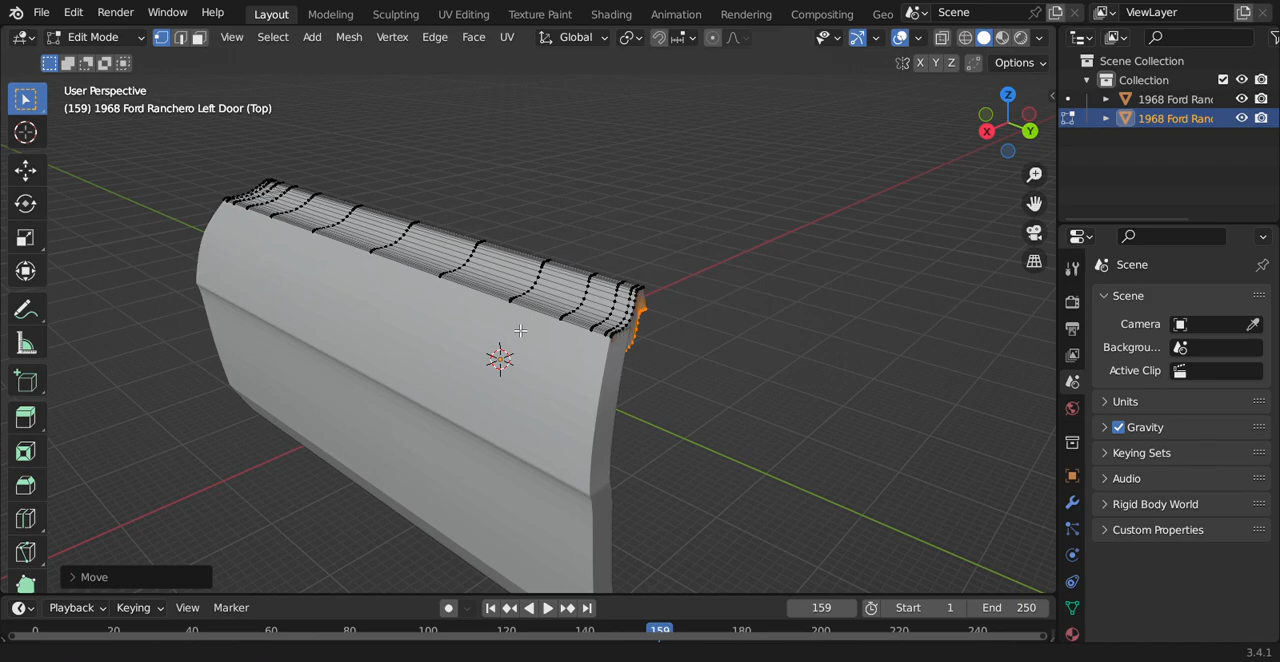 File Edit Render Window Help Layout Modeling Sculpting UV Editing Texture Paint Shading Animation Rendering Compositing Geo Scene ViewLayer
Edit Mode View Select Add Mesh Vertex Edge Face UV Global
X Y Z Options
User Perspective
(159) 1968 Ford Ranchero Left Door (Top)
Z
X
Y
Move
Scene Collection
Collection
1968 Ford Ranc
1968 Ford Ranc
Scene
Scene
Camera
Backgrou...
Active Clip
Units
Gravity
Keying Sets
Audio
Rigid Body World
Custom Properties
Playback Keying View Marker 159 Start 1 End 250
0 20 40 60 80 100 120 140 159 180 200 220 240
3.4.1